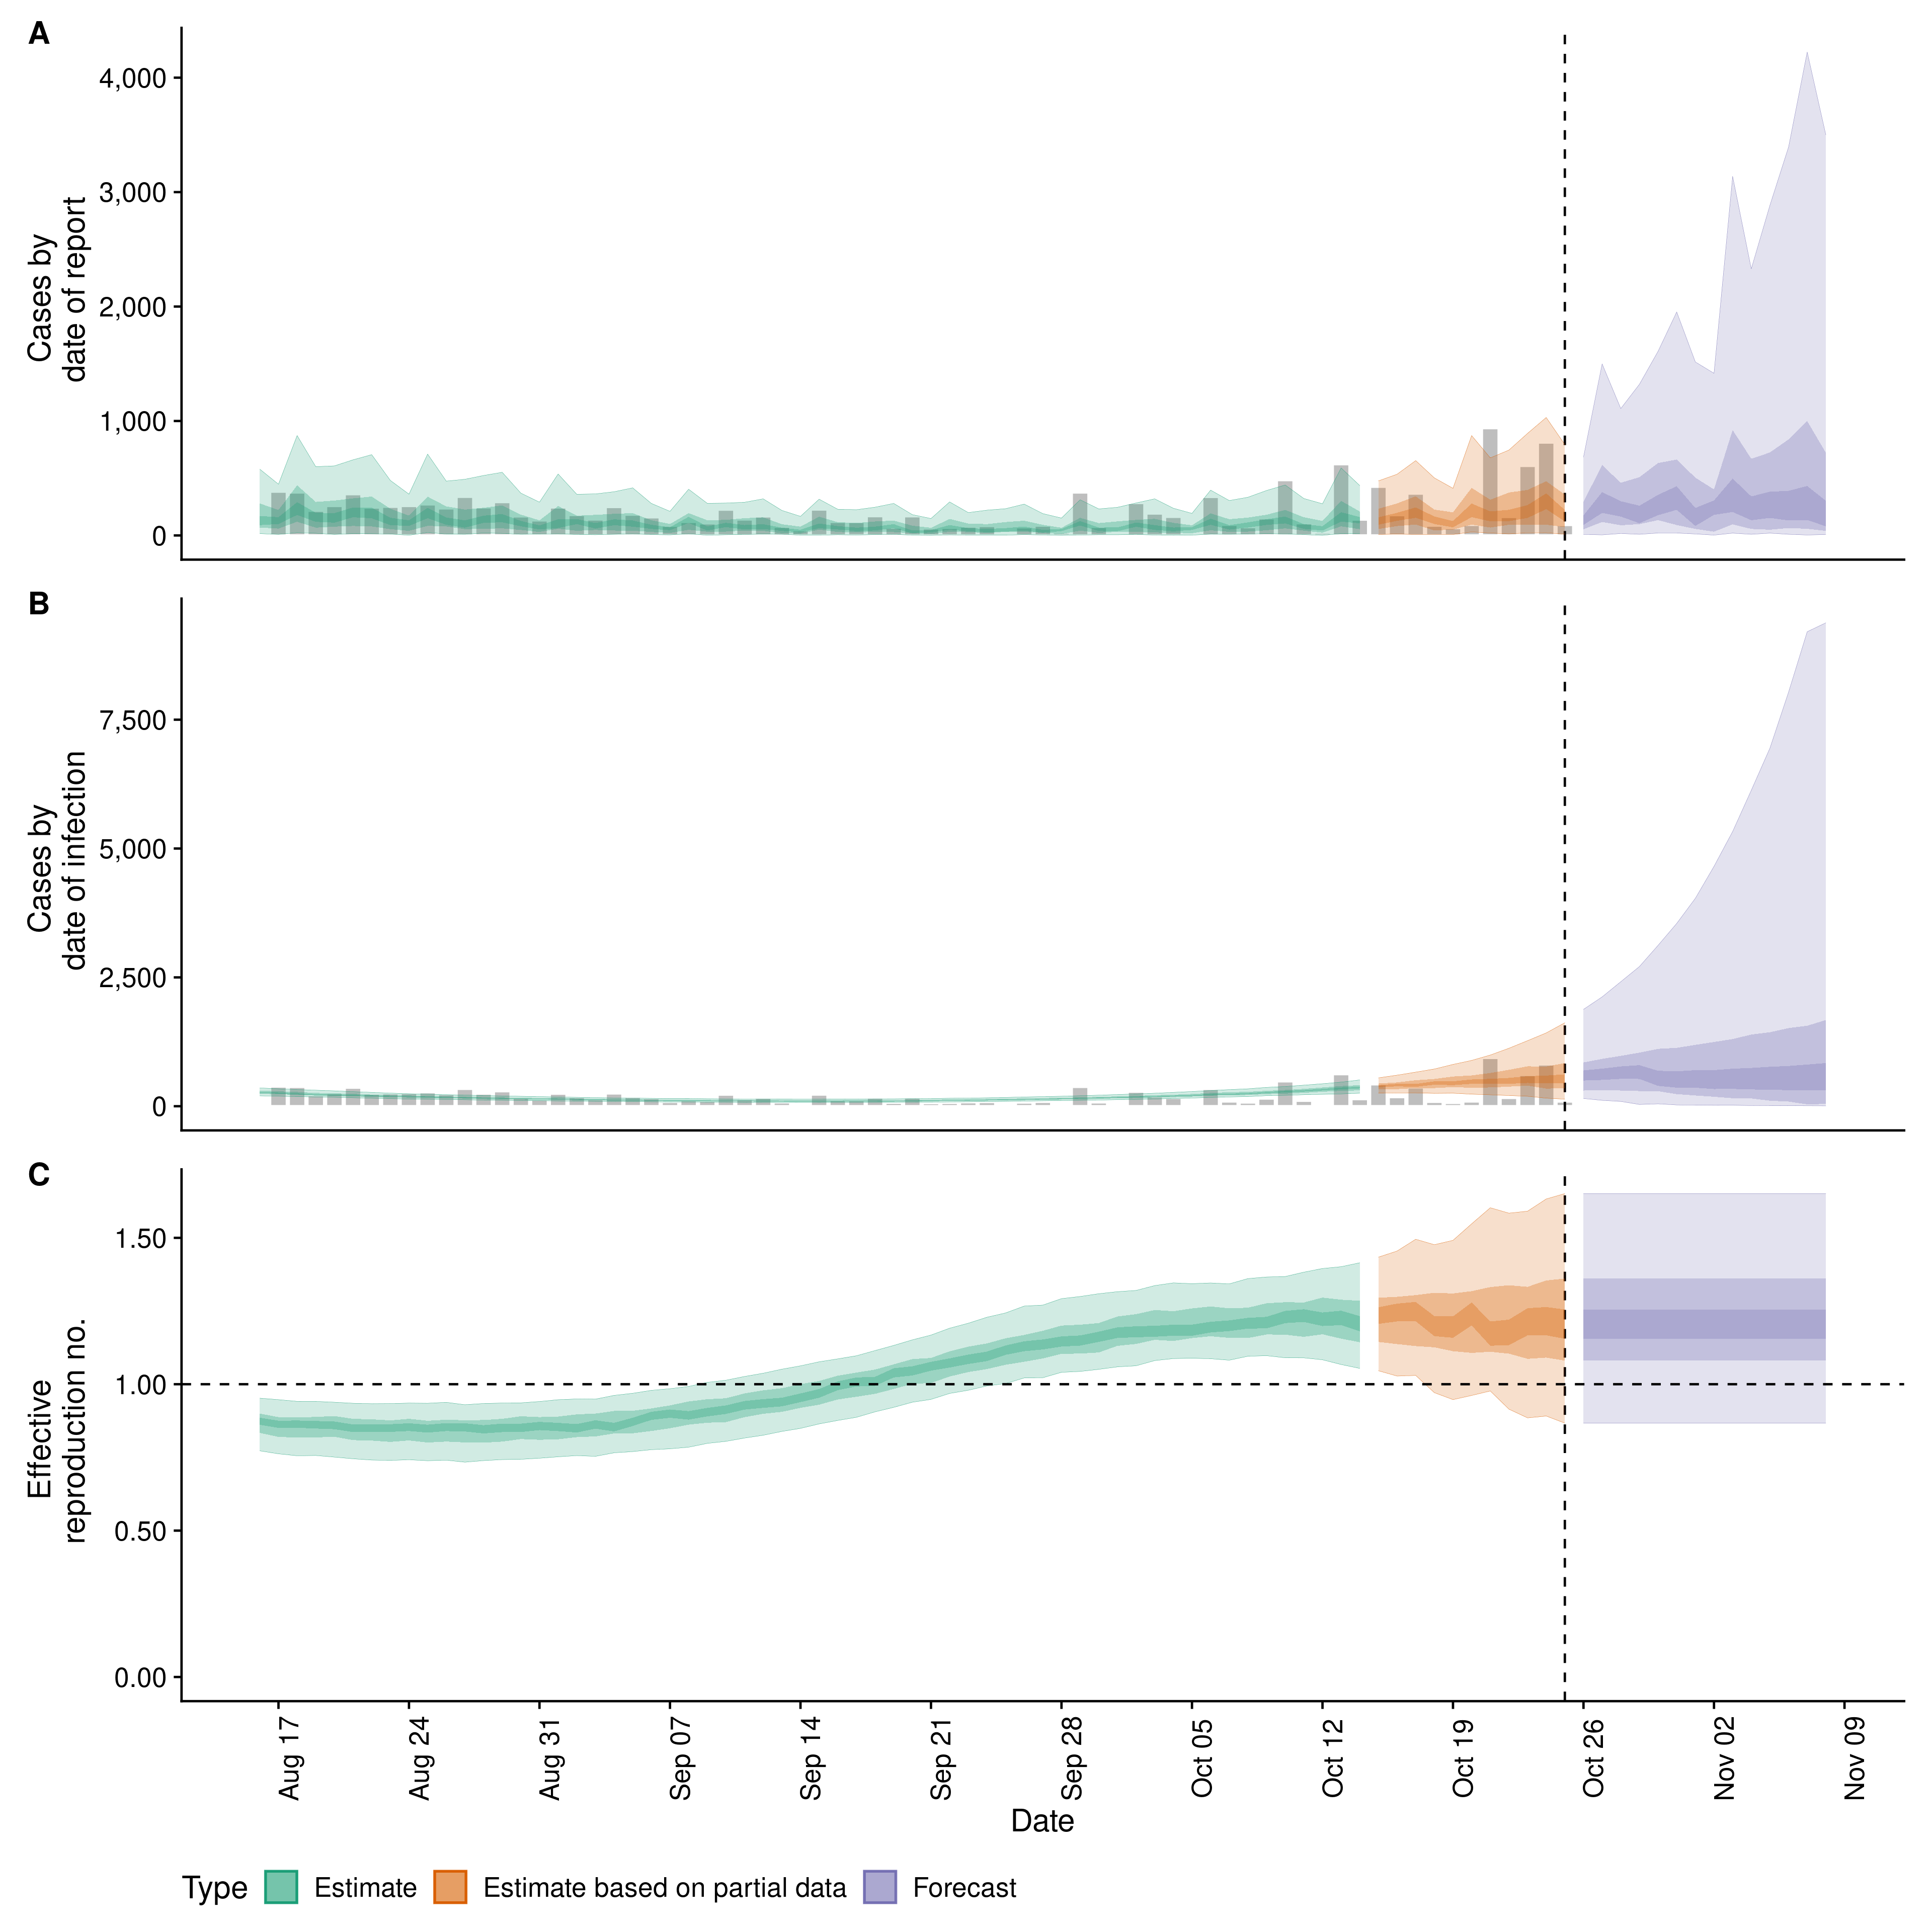 A
Cases by
date of report
4,000
3,000
2,000
1,000
0
B
Cases by
date of infection
7,500
5,000
2,500
0
C
Effective
reproduction no.
1.50
1.00
0.50
0.00
Aug 17
Aug 24
Aug 31
Sep 07
Sep 14
Sep 21
Sep 28
Oct 05
Oct 12
Oct 19
Oct 26
Nov 02
Nov 09
Date
Type Estimate Estimate based on partial data Forecast